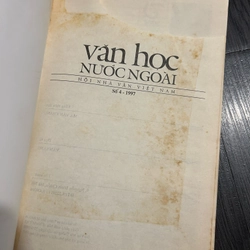 văn học
NƯỚC NGOÀI
HỘI NHÀ VĂN VIỆT NAM
Số 4 - 1997